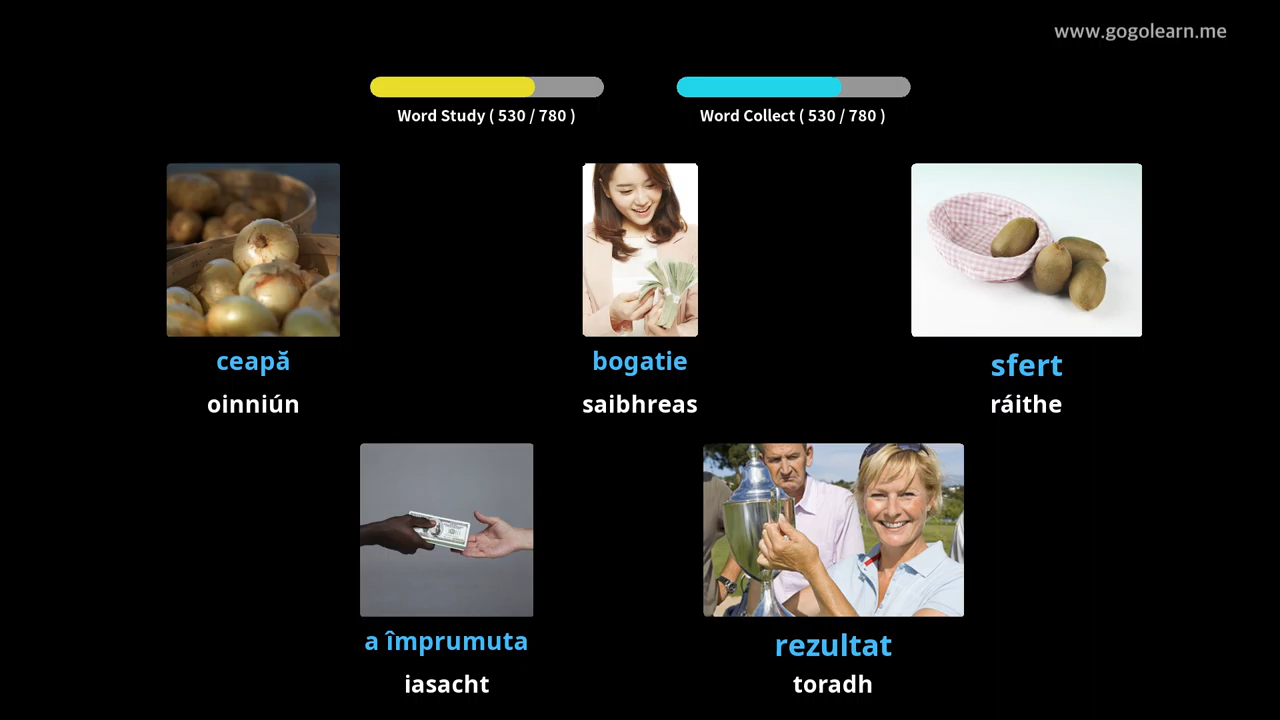 www.gogolearn.me
Word Study ( 530 / 780 )
Word Collect ( 530 / 780 )
ceapă
oinniún
bogatie
saibhreas
sfert
ráithe
a împrumuta
iasacht
rezultat
toradh